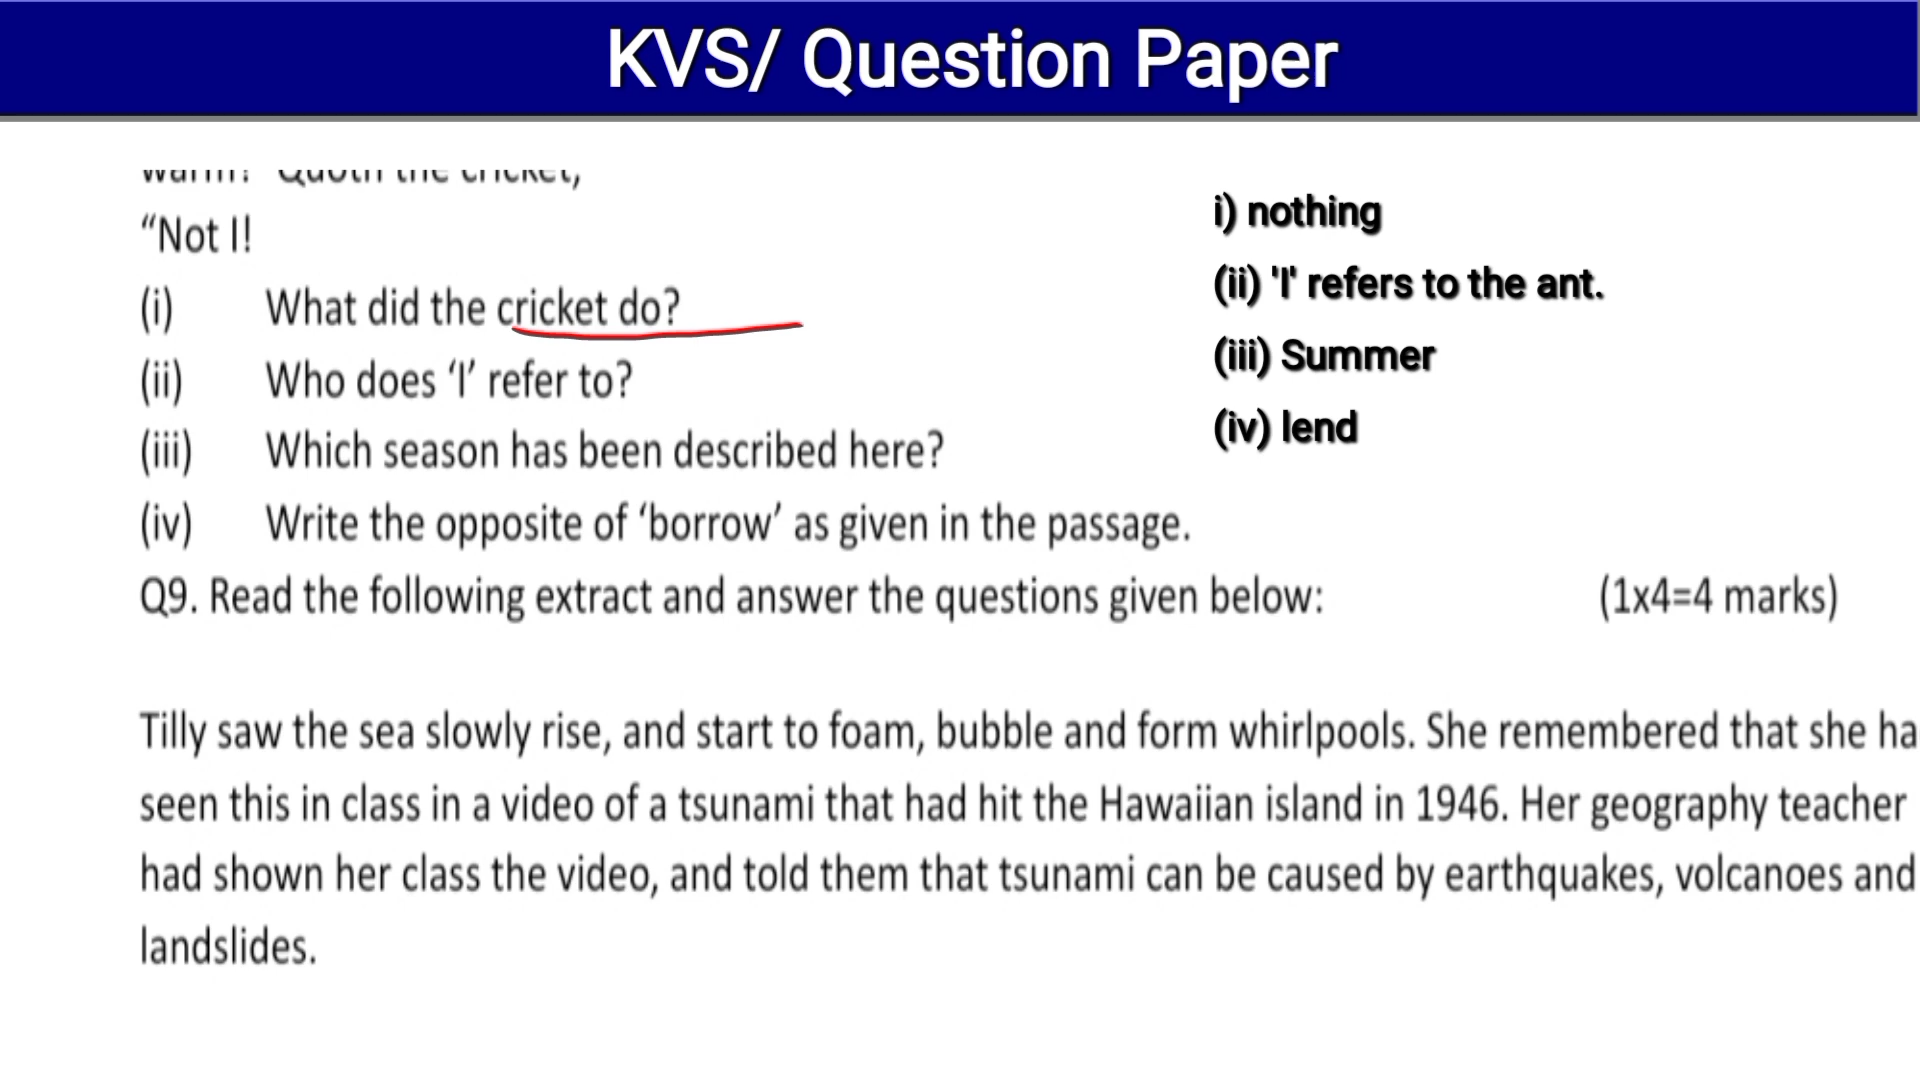 KVS/ Question Paper
warm? Quoth the cricket,
“Not I!
(i) What did the cricket do?
(ii) Who does ‘I’ refer to?
(iii) Which season has been described here?
(iv) Write the opposite of ‘borrow’ as given in the passage.
i) nothing
(ii) 'I' refers to the ant.
(iii) Summer
(iv) lend
Q9. Read the following extract and answer the questions given below: (1x4=4 marks)
Tilly saw the sea slowly rise, and start to foam, bubble and form whirlpools. She remembered that she ha
seen this in class in a video of a tsunami that had hit the Hawaiian island in 1946. Her geography teacher
had shown her class the video, and told them that tsunami can be caused by earthquakes, volcanoes and
landslides.